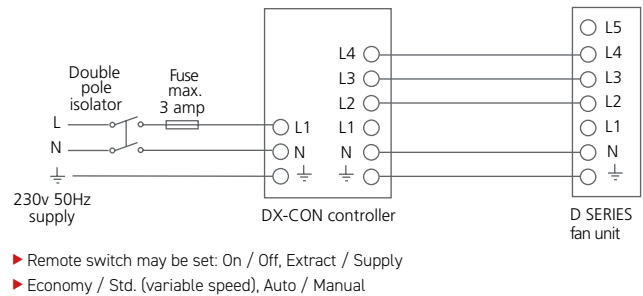 Double
pole
isolator
Fuse
max.
3 amp
L
N
230v 50Hz
supply
L1
N
L4
L3
L2
L1
N
DX-CON controller
L5
L4
L3
L2
L1
N
D SERIES
fan unit
Remote switch may be set: On / Off, Extract / Supply
Economy / Std. (variable speed), Auto / Manual